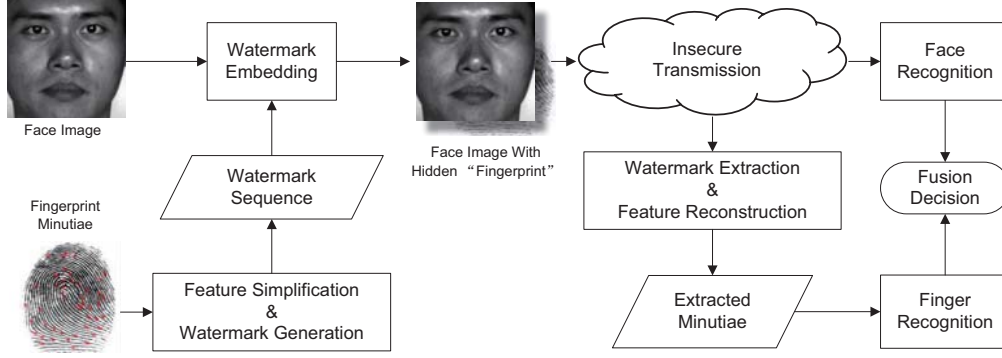 Face Image
Watermark
Embedding
Face Image With
Hidden “Fingerprint”
Insecure
Transmission
Face
Recognition
Fingerprint
Minutiae
Feature Simplification
&
Watermark Generation
Watermark
Sequence
Watermark Extraction
&
Feature Reconstruction
Extracted
Minutiae
Finger
Recognition
Fusion
Decision